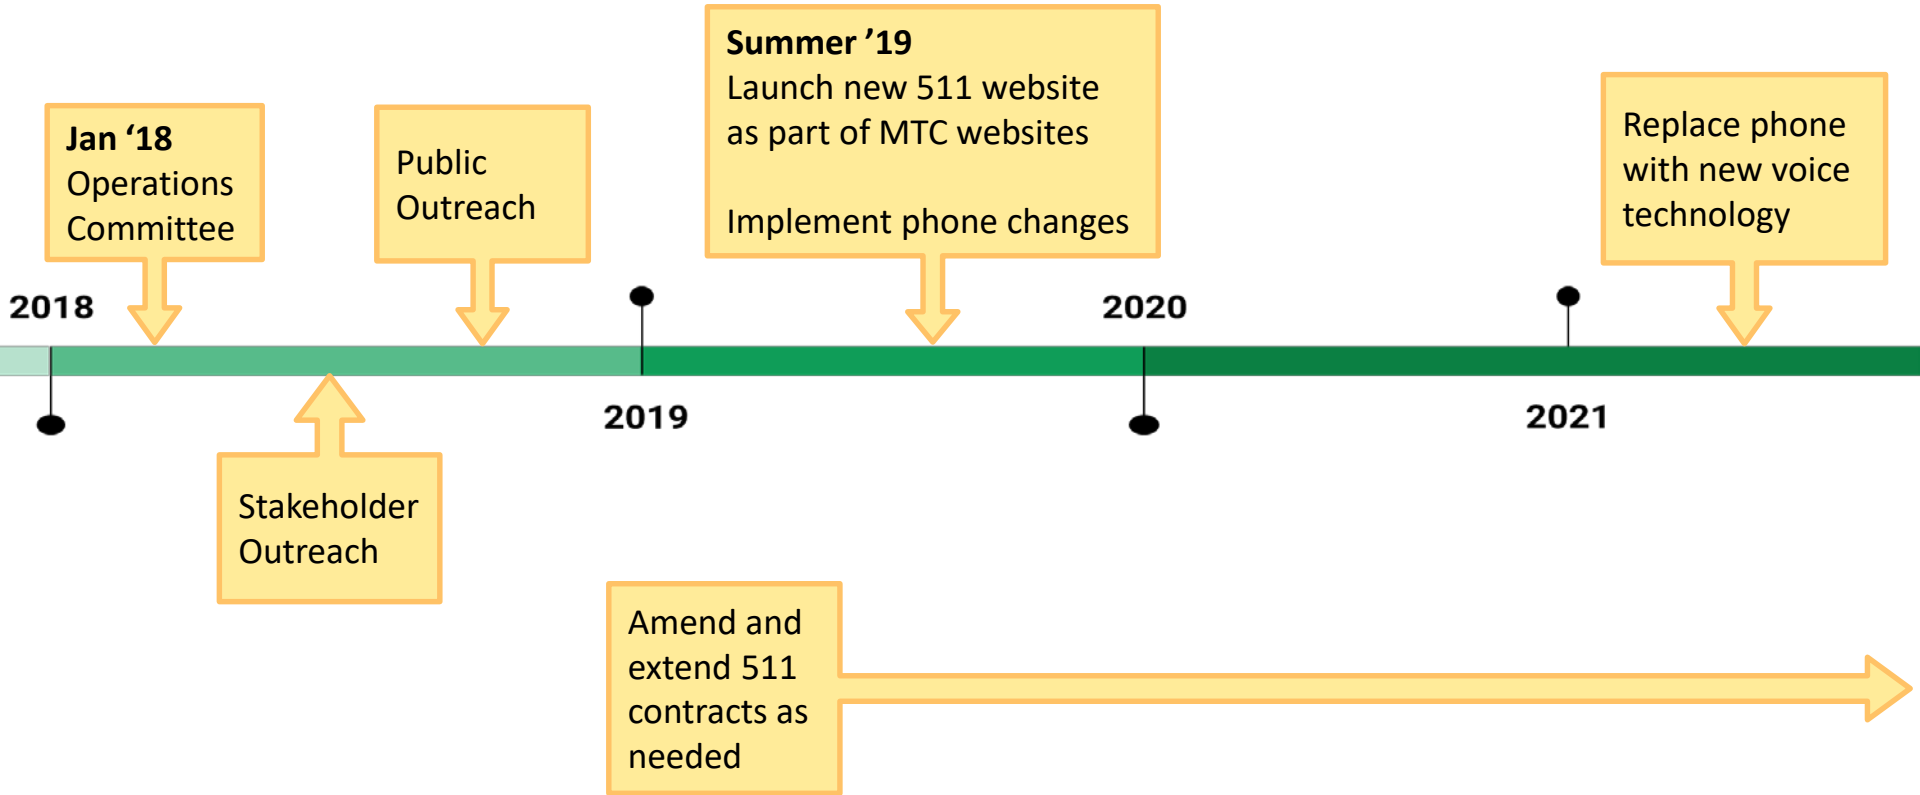 Jan ‘18
Operations
Committee
Public
Outreach
Summer ’19
Launch new 511 website
as part of MTC websites
Implement phone changes
Replace phone
with new voice
technology
2018
2020
2019
2021
Stakeholder
Outreach
Amend and
extend 511
contracts as
needed